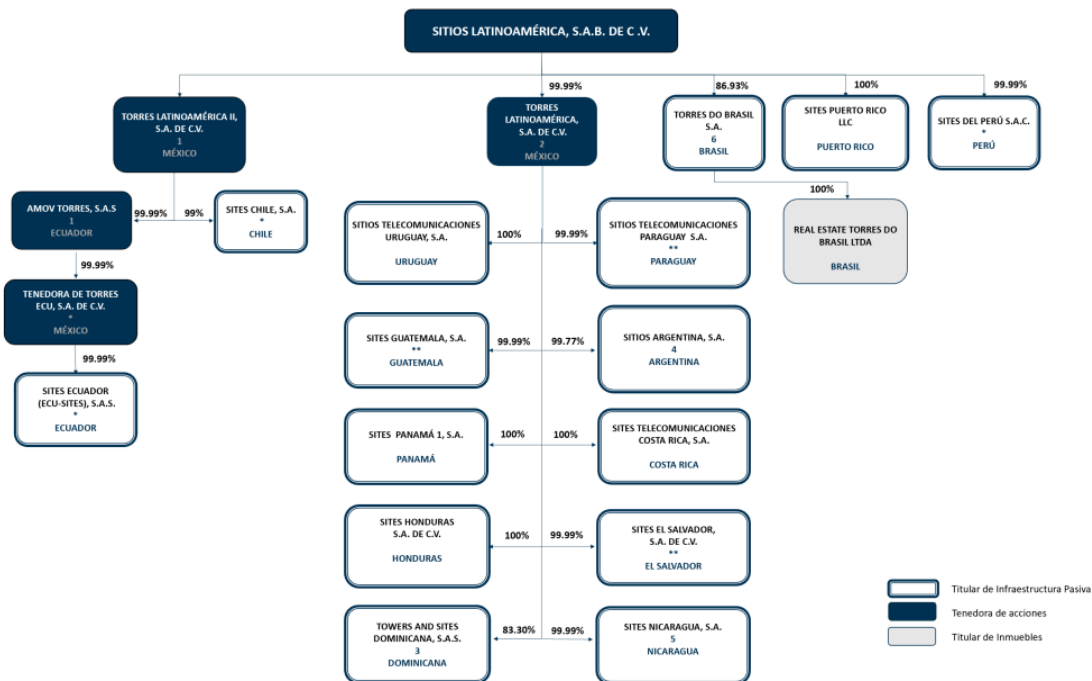 SITIOS LATINOAMÉRICA, S.A.B. DE C .V.
99.99%
86.93%
100%
99.99%
TORRES LATINOAMÉRICA II,
S.A. DE C.V.
1
MÉXICO
TORRES
LATINOAMÉRICA,
S.A. DE C.V.
2
MÉXICO
TORRES DO BRASIL
S.A.
6
BRASIL
SITES PUERTO RICO
LLC
PUERTO RICO
SITES DEL PERÚ S.A.C.
*
PERÚ
100%
AMOV TORRES, S.A.S
1
ECUADOR
99.99%
99%
SITES CHILE, S.A.
*
CHILE
REAL ESTATE TORRES DO
BRASIL LTDA
BRASIL
99.99%
TENEDORA DE TORRES
ECU, S.A. DE C.V.
*
MÉXICO
99.99%
SITES ECUADOR
(ECU-SITES), S.A.S.
*
ECUADOR
SITIOS TELECOMUNICACIONES
URUGUAY, S.A.
URUGUAY
100%
99.99%
SITIOS TELECOMUNICACIONES
PARAGUAY S.A.
**
PARAGUAY
SITES GUATEMALA, S.A.
**
GUATEMALA
99.99%
99.77%
SITIOS ARGENTINA, S.A.
4
ARGENTINA
SITES PANAMÁ 1, S.A.
PANAMÁ
100%
100%
SITES TELECOMUNICACIONES
COSTA RICA, S.A.
COSTA RICA
SITES HONDURAS
S.A. DE C.V.
HONDURAS
100%
99.99%
SITES EL SALVADOR,
S.A. DE C.V.
**
EL SALVADOR
TOWERS AND SITES
DOMINICANA, S.A.S.
3
DOMINICANA
83.30%
99.99%
SITES NICARAGUA, S.A.
5
NICARAGUA
Titular de Infraestructura Pasiva
Tenedora de acciones
Titular de Inmuebles